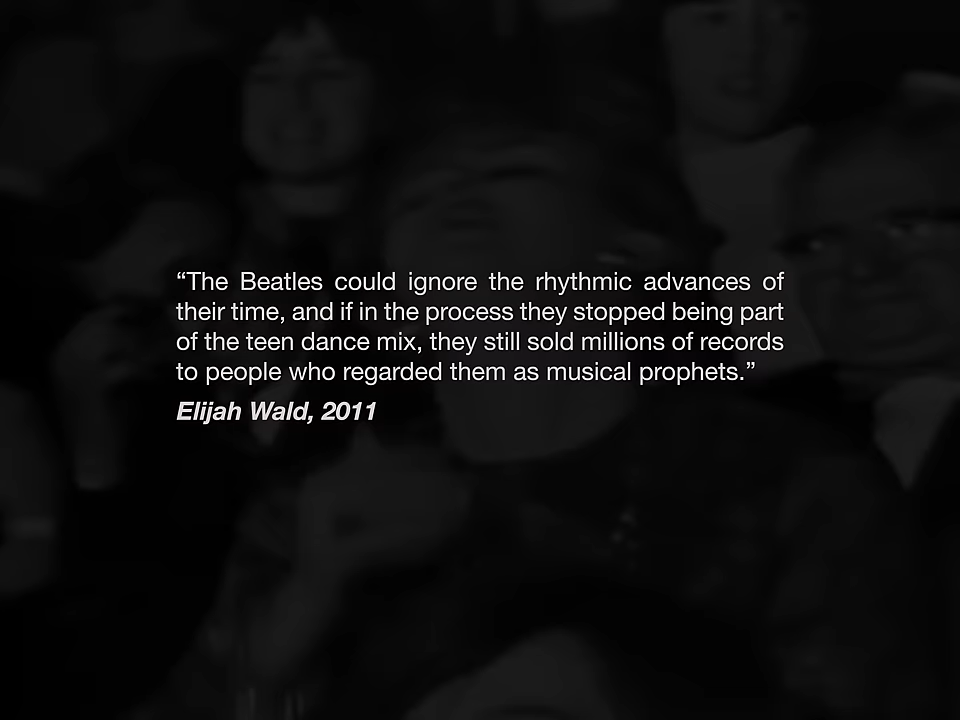 “The Beatles could ignore the rhythmic advances of
their time, and if in the process they stopped being part
of the teen dance mix, they still sold millions of records
to people who regarded them as musical prophets.”
Elijah Wald, 2011